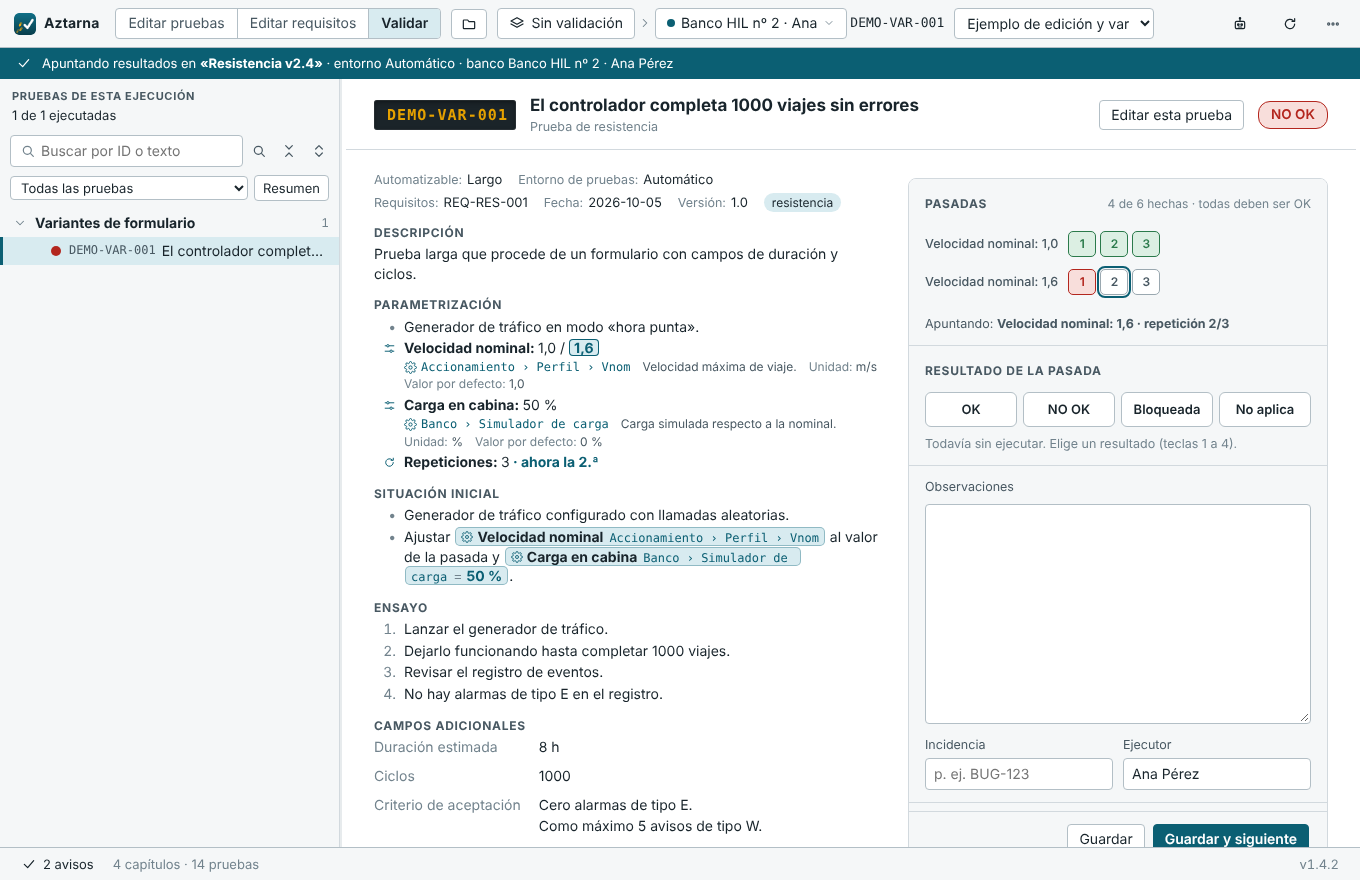 Aztarna
Editar pruebas
Editar requisitos
Validar
Sin validación
Banco HIL nº 2 · Ana
DEMO-VAR-001
Ejemplo de edición y var
Apuntando resultados en «Resistencia v2.4» · entorno Automático · banco Banco HIL nº 2 · Ana Pérez
PRUEBAS DE ESTA EJECUCIÓN
1 de 1 ejecutadas
Buscar por ID o texto
Todas las pruebas
Resumen
Variantes de formulario 1
DEMO-VAR-001 El controlador complet...
DEMO-VAR-001
El controlador completa 1000 viajes sin errores
Prueba de resistencia
Editar esta prueba
NO OK
Automatizable: Largo Entorno de pruebas: Automático
Requisitos: REQ-RES-001 Fecha: 2026-10-05 Versión: 1.0 resistencia
DESCRIPCIÓN
Prueba larga que procede de un formulario con campos de duración y
ciclos.
PARAMETRIZACIÓN
• Generador de tráfico en modo «hora punta».
Velocidad nominal: 1,0 / 1,6
Accionamiento › Perfil › Vnom Velocidad máxima de viaje. Unidad: m/s
Valor por defecto: 1,0
Carga en cabina: 50 %
Banco › Simulador de carga Carga simulada respecto a la nominal.
Unidad: % Valor por defecto: 0 %
Repeticiones: 3 · ahora la 2.ª
SITUACIÓN INICIAL
• Generador de tráfico configurado con llamadas aleatorias.
• Ajustar Velocidad nominal Accionamiento › Perfil › Vnom al valor
de la pasada y Carga en cabina Banco › Simulador de
carga = 50 % .
ENSAYO
1. Lanzar el generador de tráfico.
2. Dejarlo funcionando hasta completar 1000 viajes.
3. Revisar el registro de eventos.
4. No hay alarmas de tipo E en el registro.
CAMPOS ADICIONALES
Duración estimada 8 h
Ciclos 1000
Criterio de aceptación Cero alarmas de tipo E.
Como máximo 5 avisos de tipo W.
PASADAS 4 de 6 hechas · todas deben ser OK
Velocidad nominal: 1,0 1 2 3
Velocidad nominal: 1,6 1 2 3
Apuntando: Velocidad nominal: 1,6 · repetición 2/3
RESULTADO DE LA PASADA
OK
NO OK
Bloqueada
No aplica
Todavía sin ejecutar. Elige un resultado (teclas 1 a 4).
Observaciones
Incidencia
Ejecutor
p. ej. BUG-123
Ana Pérez
Guardar
Guardar y siguiente
2 avisos 4 capítulos · 14 pruebas
v1.4.2